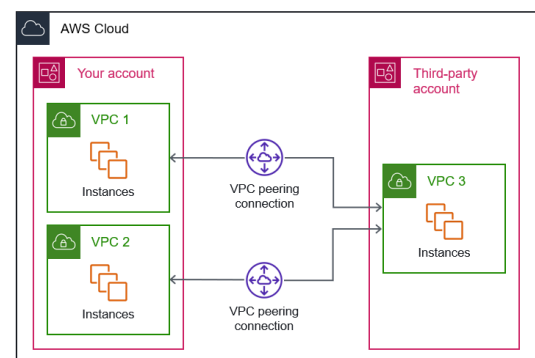 AWS Cloud
Your account
Third-party
account
VPC 1
Instances
VPC peering
connection
VPC 3
Instances
VPC 2
Instances
VPC peering
connection